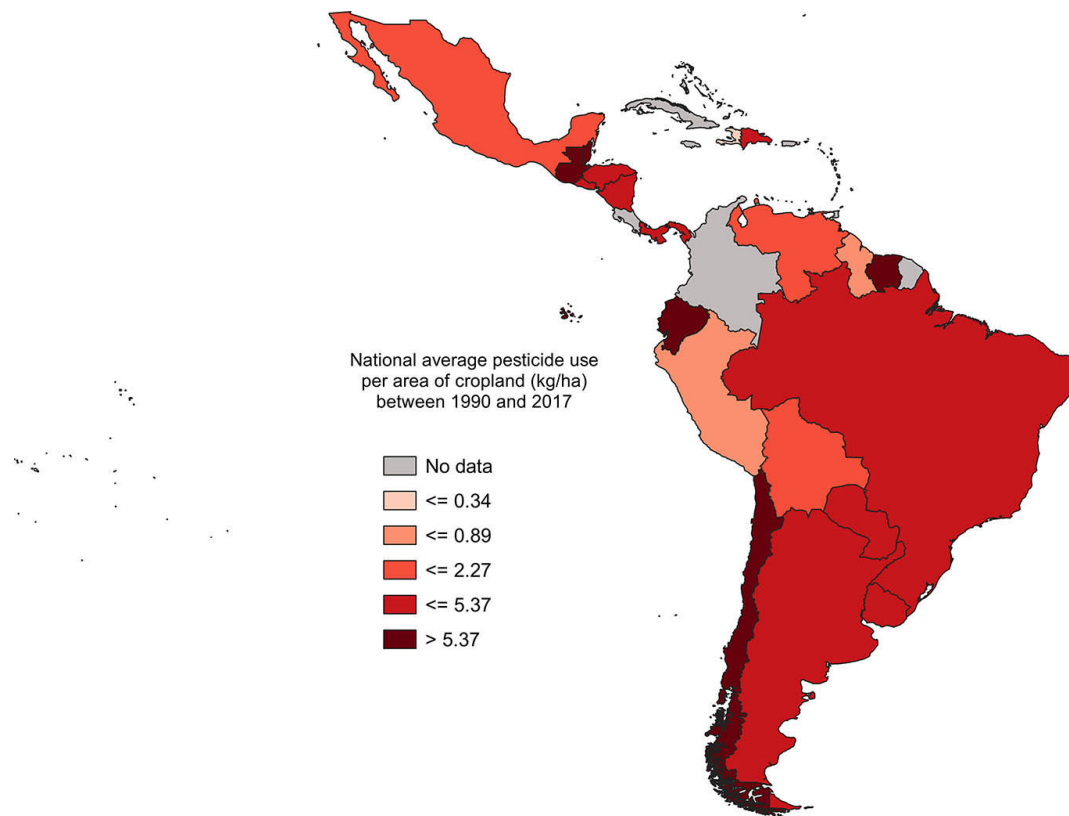 National average pesticide use
per area of cropland (kg/ha)
between 1990 and 2017
No data
<= 0.34
<= 0.89
<= 2.27
<= 5.37
> 5.37